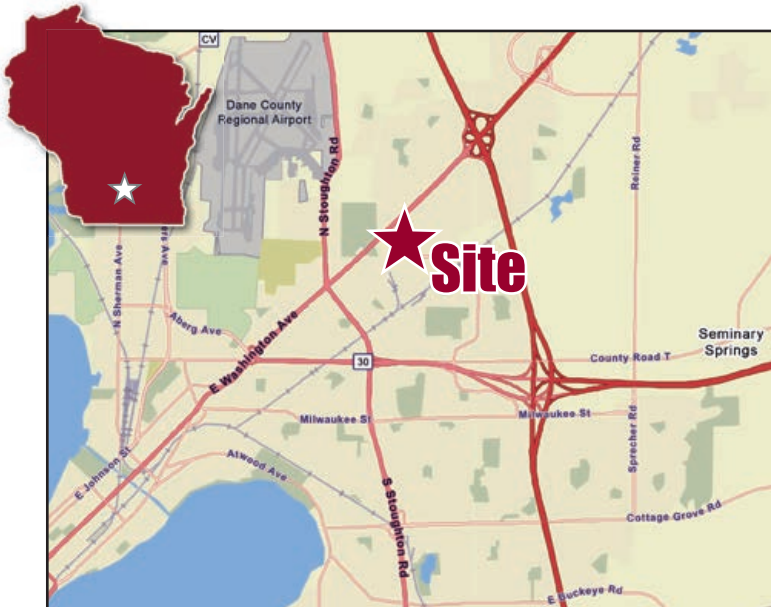 CV
Dane County
Regional Airport
N Stoughton Rd
Reiner Rd
Site
N Sherman Ave
Aberg Ave
E Washington Ave
30
County Road T
Seminary
Springs
Milwaukee St
Milwaukee St
Sprecher Rd
E Johnson St
Atwood Ave
S Stoughton Rd
Cottage Grove Rd
E Buckeye Rd